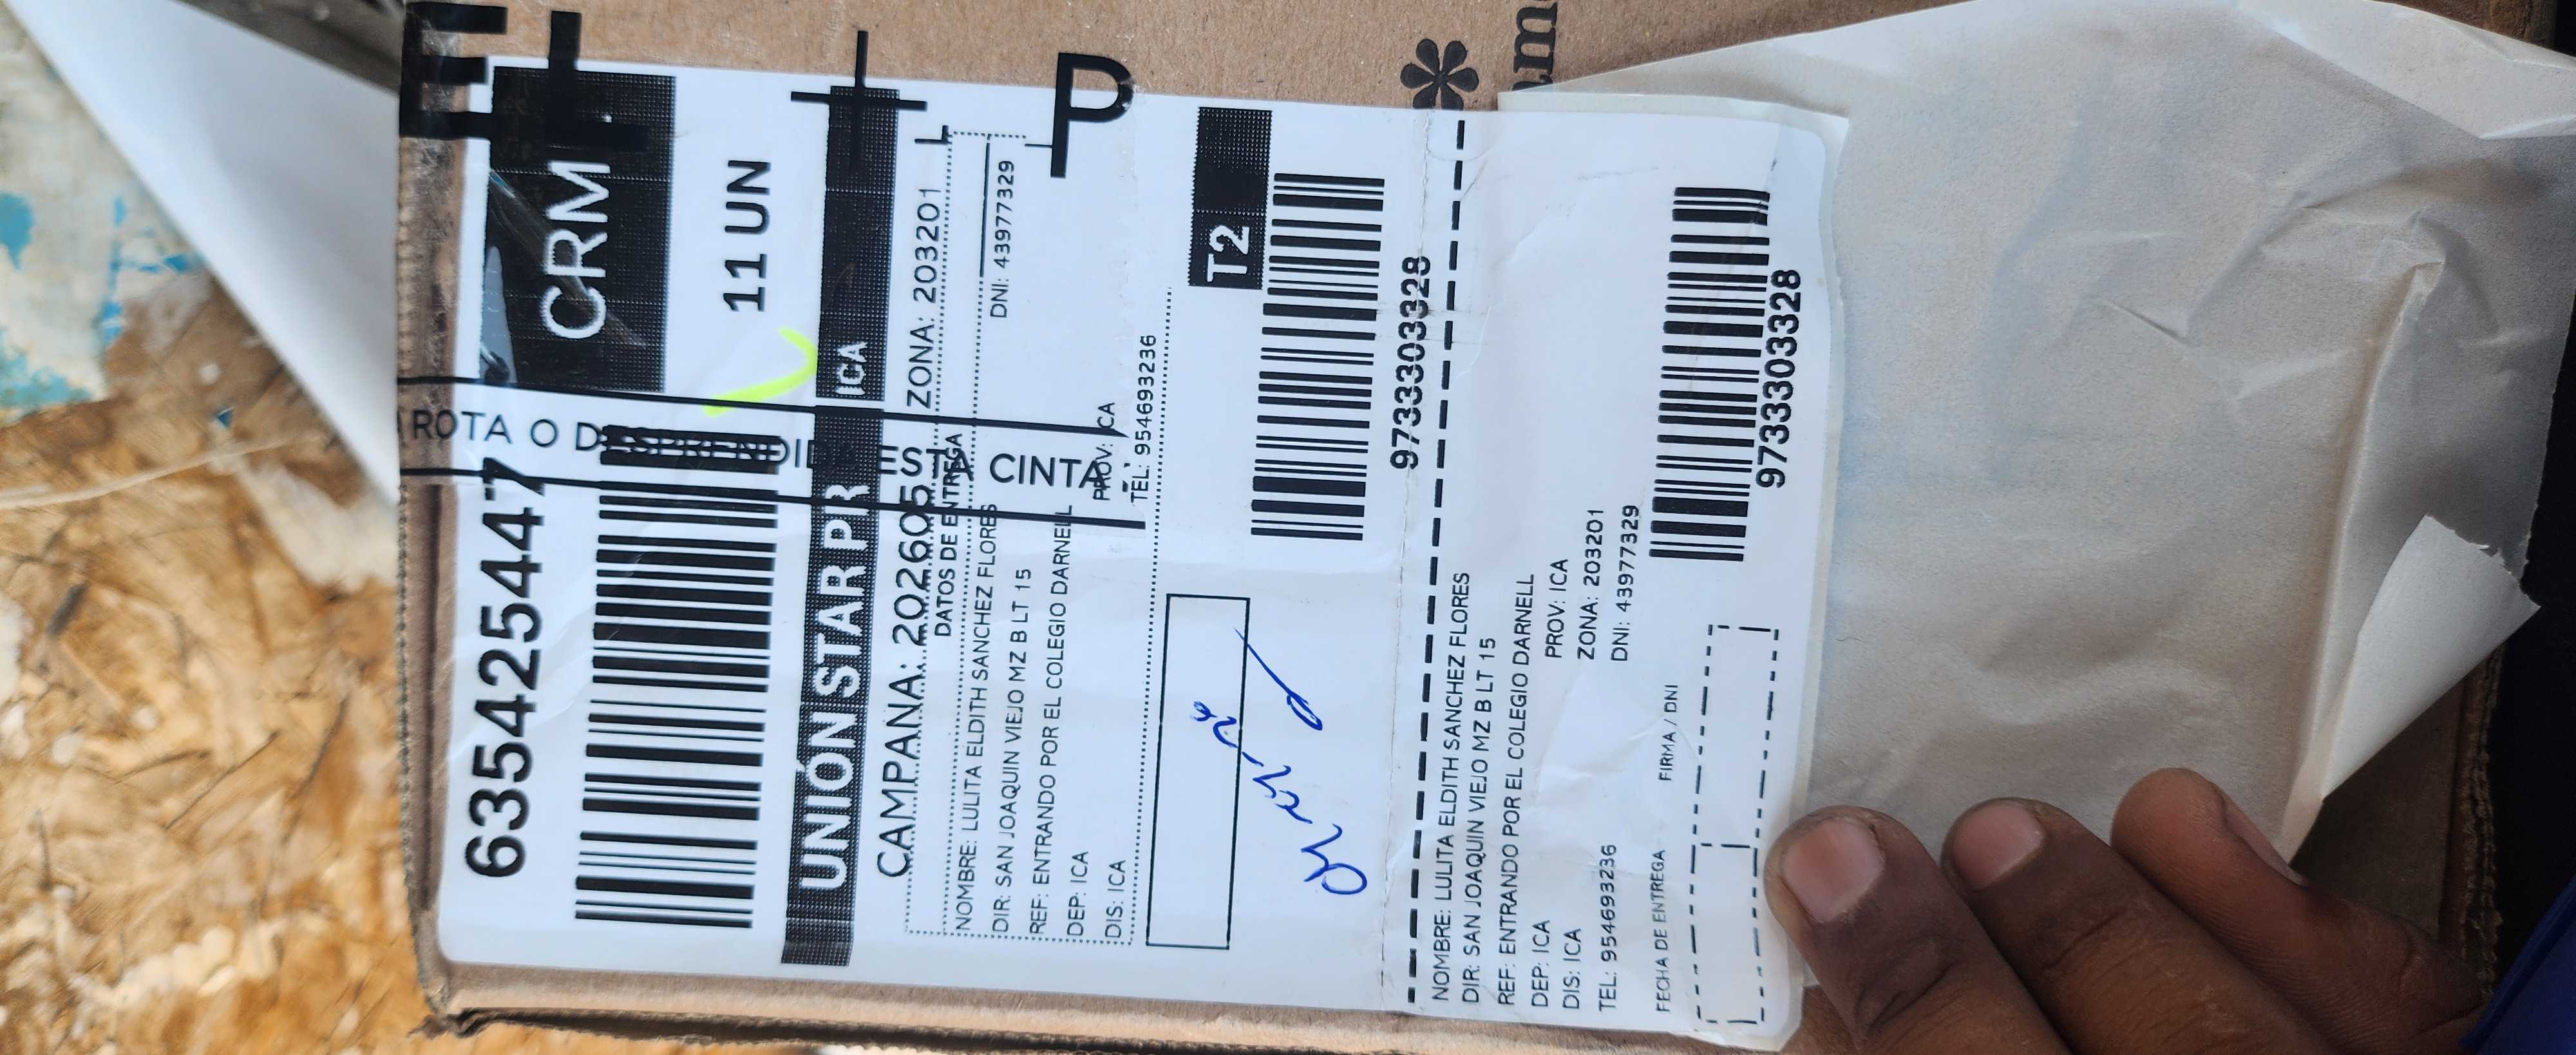 6354254447
CRM
11 UN
ROTA O DESPRENDIDA ESTA CINTA
UNIONSTAR PR
ICA
CAMPANA: 202605
ZONA: 203201
DATOS DE ENTREGA
NOMBRE: LULITA ELDITH SANCHEZ FLORES
DNI: 43977329
DIR: SAN JOAQUIN VIEJO MZ B LT 15
REF: ENTRANDO POR EL COLEGIO DARNELL
DEP: ICA
PROV: ICA
DIS: ICA
TEL: 954693236
T2
9733303328
NOMBRE: LULITA ELDITH SANCHEZ FLORES
DIR: SAN JOAQUIN VIEJO MZ B LT 15
REF: ENTRANDO POR EL COLEGIO DARNELL
DEP: ICA
PROV: ICA
DIS: ICA
ZONA: 203201
TEL: 954693236
DNI: 43977329
FECHA DE ENTREGA
FIRMA / DNI
9733303328